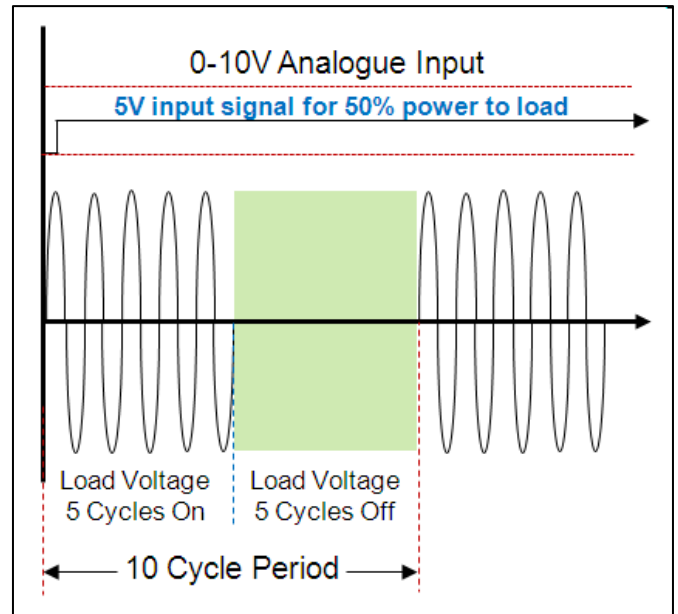 0-10V Analogue Input
5V input signal for 50% power to load
Load Voltage
5 Cycles On
Load Voltage
5 Cycles Off
10 Cycle Period